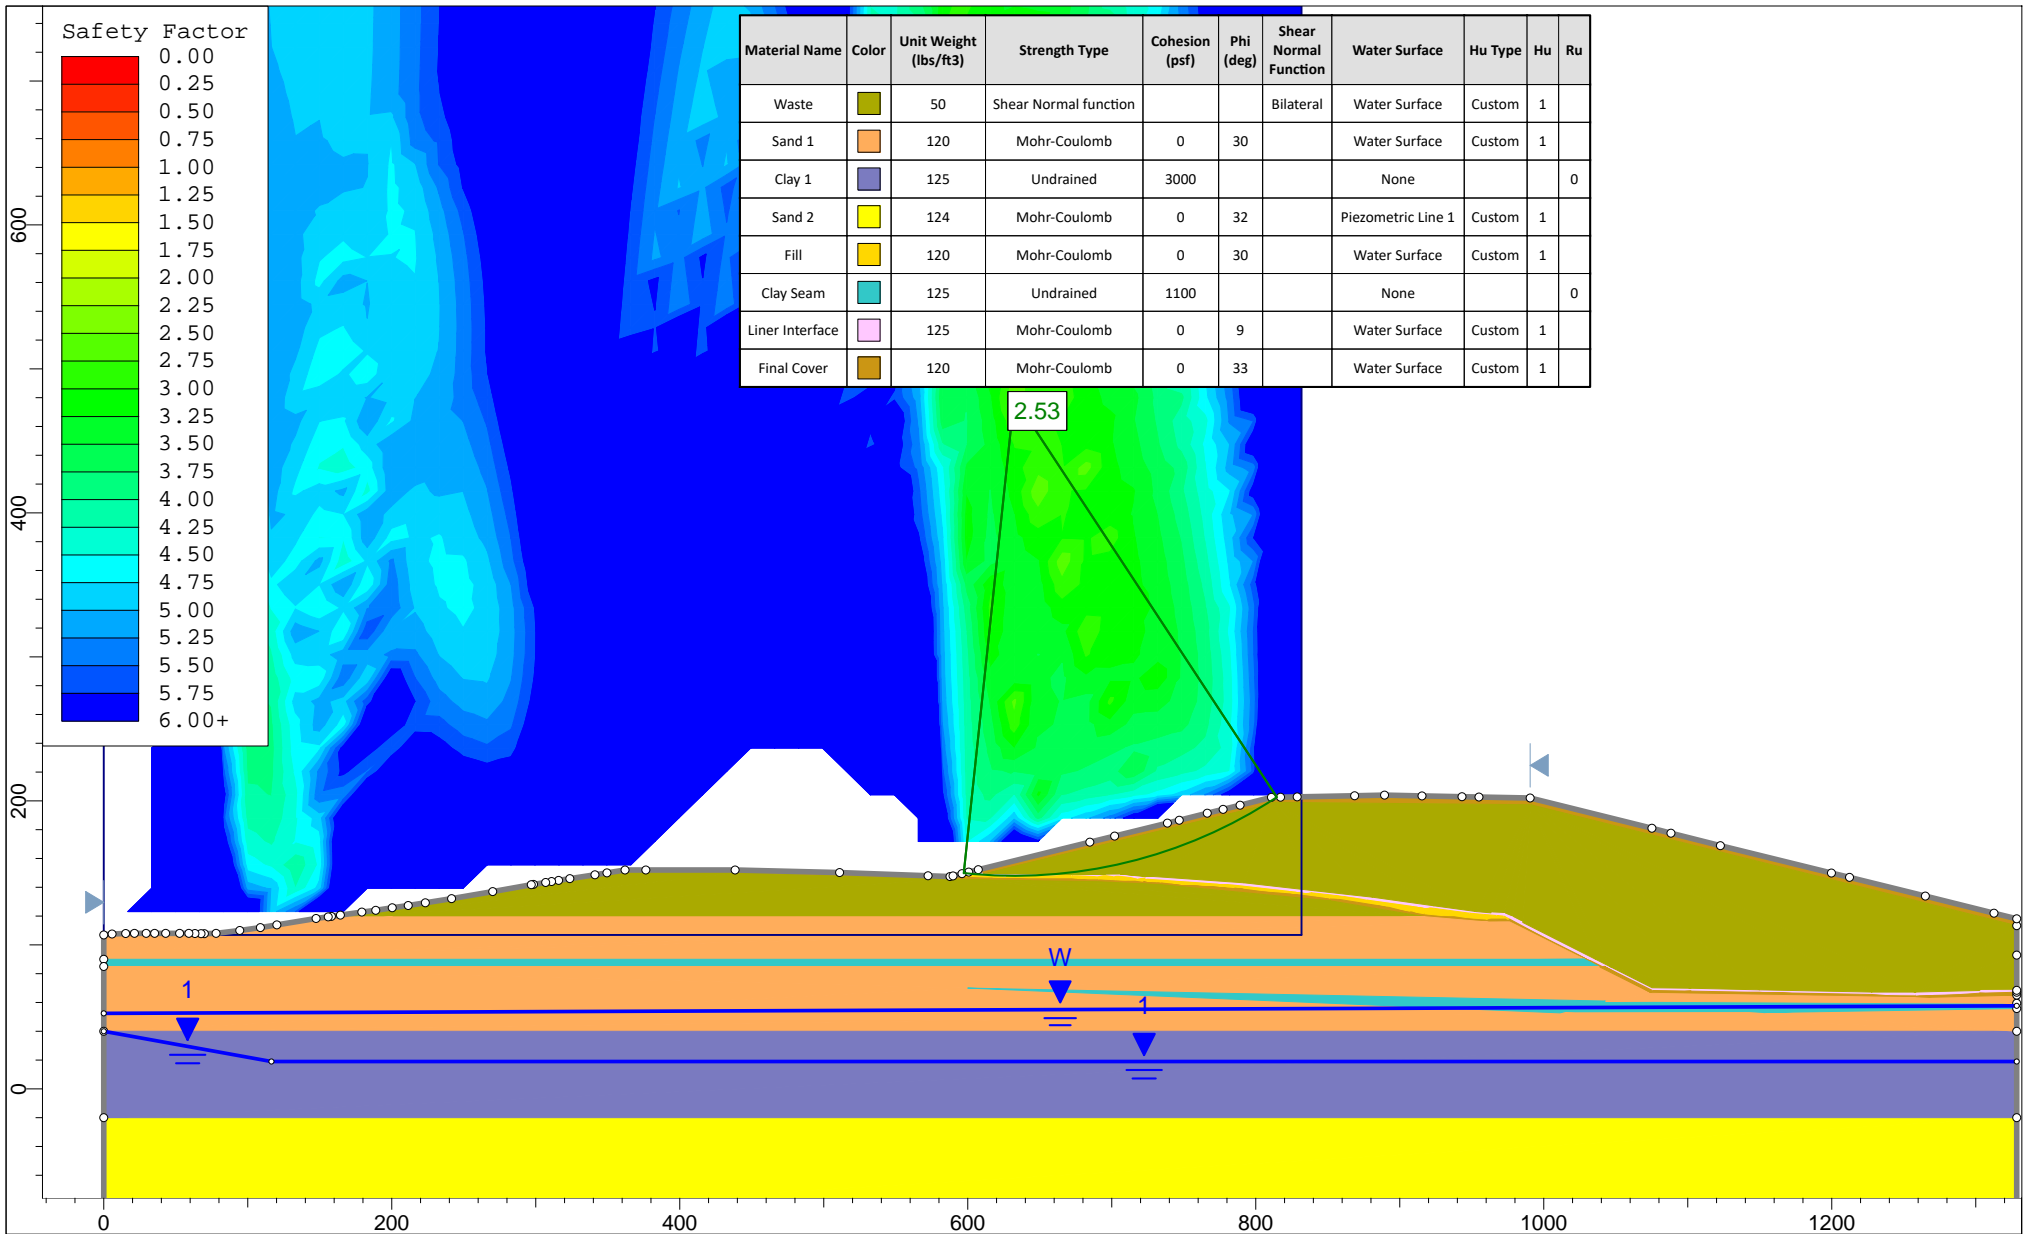 Safety Factor
0.00
0.25
0.50
0.75
1.00
1.25
1.50
1.75
2.00
2.25
2.50
2.75
3.00
3.25
3.50
3.75
4.00
4.25
4.50
4.75
5.00
5.25
5.50
5.75
6.00+
Material Name Color Unit Weight (lbs/ft3) Strength Type Cohesion (psf) Phi (deg) Shear Normal Function Water Surface Hu Type Hu Ru
Waste 50 Shear Normal function Bilateral Water Surface Custom 1
Sand 1 120 Mohr-Coulomb 0 30 Water Surface Custom 1
Clay 1 125 Undrained 3000 None 0
Sand 2 124 Mohr-Coulomb 0 32 Piezometric Line 1 Custom 1
Fill 120 Mohr-Coulomb 0 30 Water Surface Custom 1
Clay Seam 125 Undrained 1100 None 0
Liner Interface 125 Mohr-Coulomb 0 9 Water Surface Custom 1
Final Cover 120 Mohr-Coulomb 0 33 Water Surface Custom 1
2.53
W
1
1
600
400
200
0
0 200 400 600 800 1000 1200